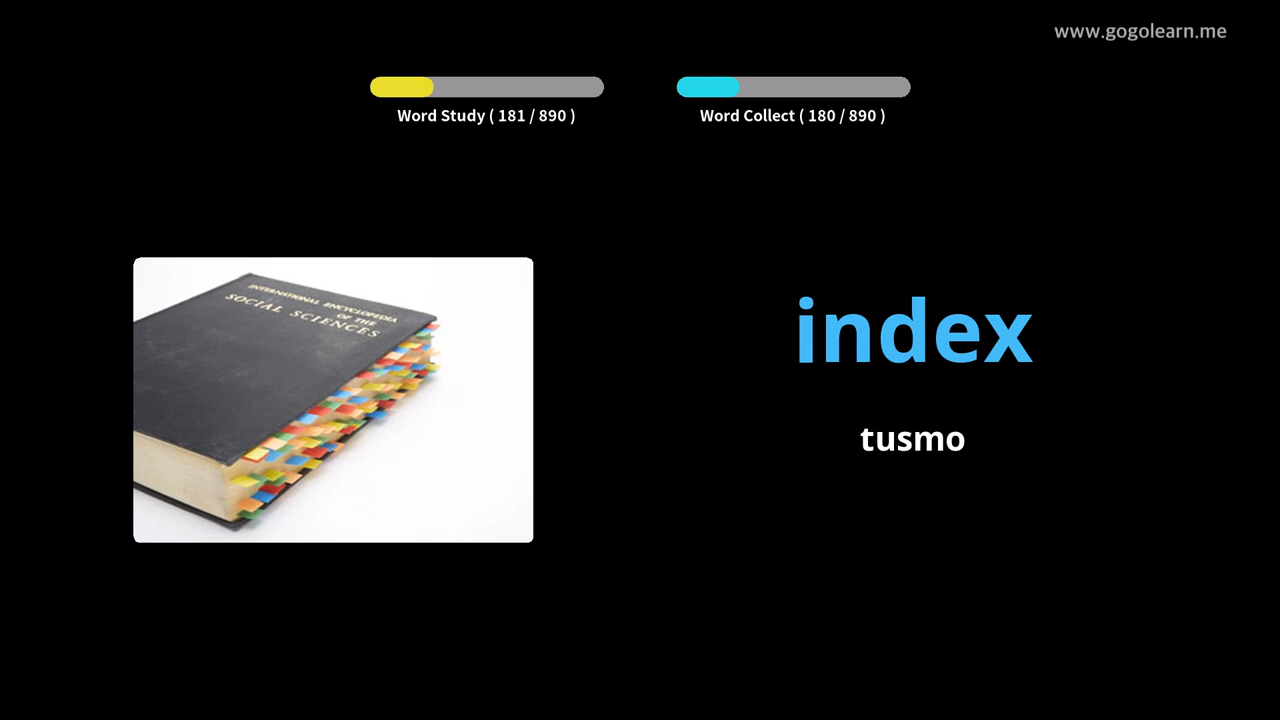 www.gogolearn.me
Word Study ( 181 / 890 )
Word Collect ( 180 / 890 )
INTERNATIONAL ENCYCLOPEDIA
OF THE
SOCIAL SCIENCES
index
tusmo